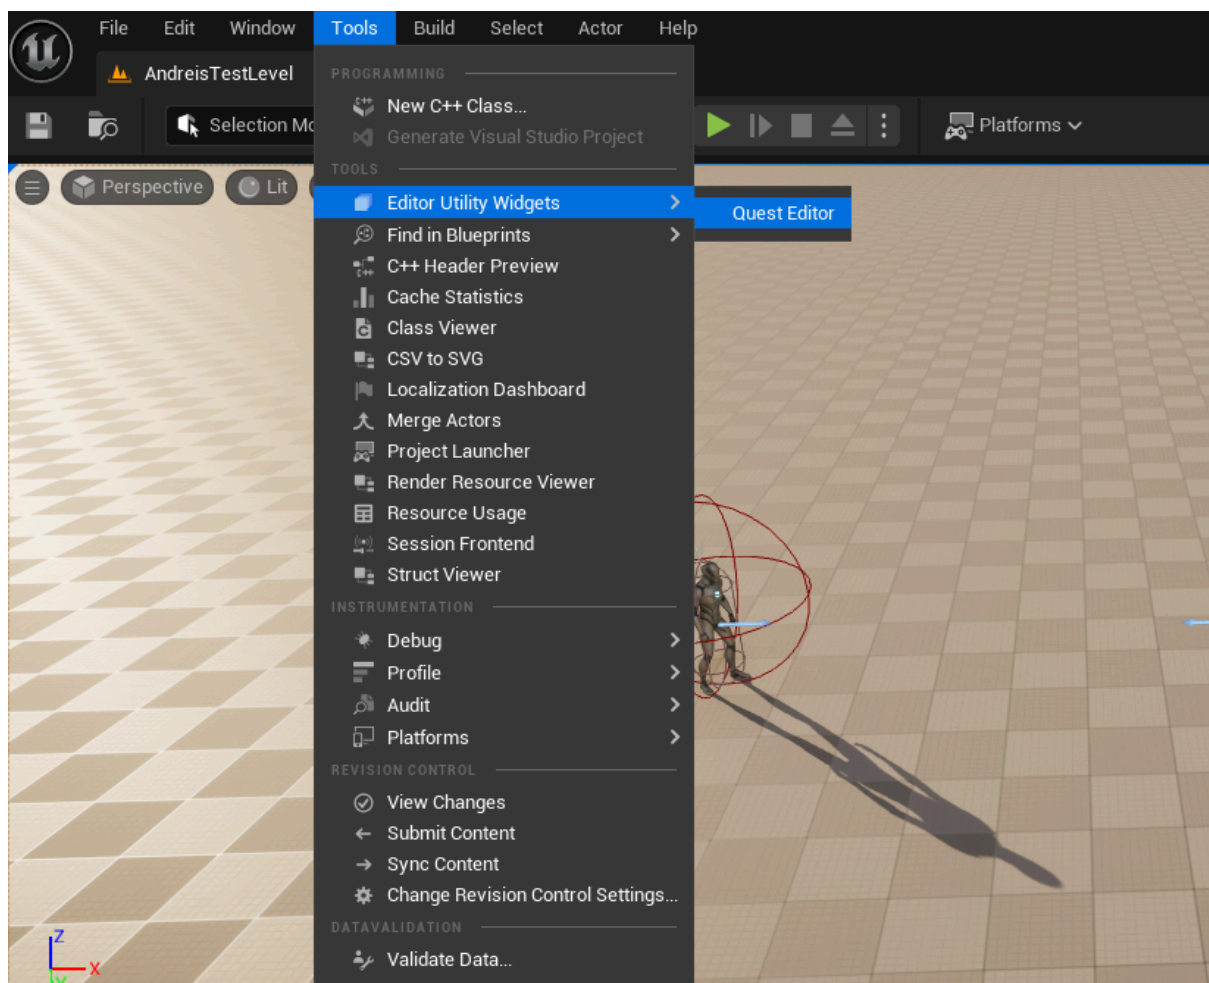 File Edit Window Tools Build Select Actor Help
AndreisTestLevel
Selection Mo
Platforms
Perspective
Lit
PROGRAMMING
New C++ Class...
Generate Visual Studio Project
TOOLS
Editor Utility Widgets
Quest Editor
Find in Blueprints
C++ Header Preview
Cache Statistics
Class Viewer
CSV to SVG
Localization Dashboard
Merge Actors
Project Launcher
Render Resource Viewer
Resource Usage
Session Frontend
Struct Viewer
INSTRUMENTATION
Debug
Profile
Audit
Platforms
REVISION CONTROL
View Changes
Submit Content
Sync Content
Change Revision Control Settings...
DATAVALIDATION
Validate Data...
Z
X
Y